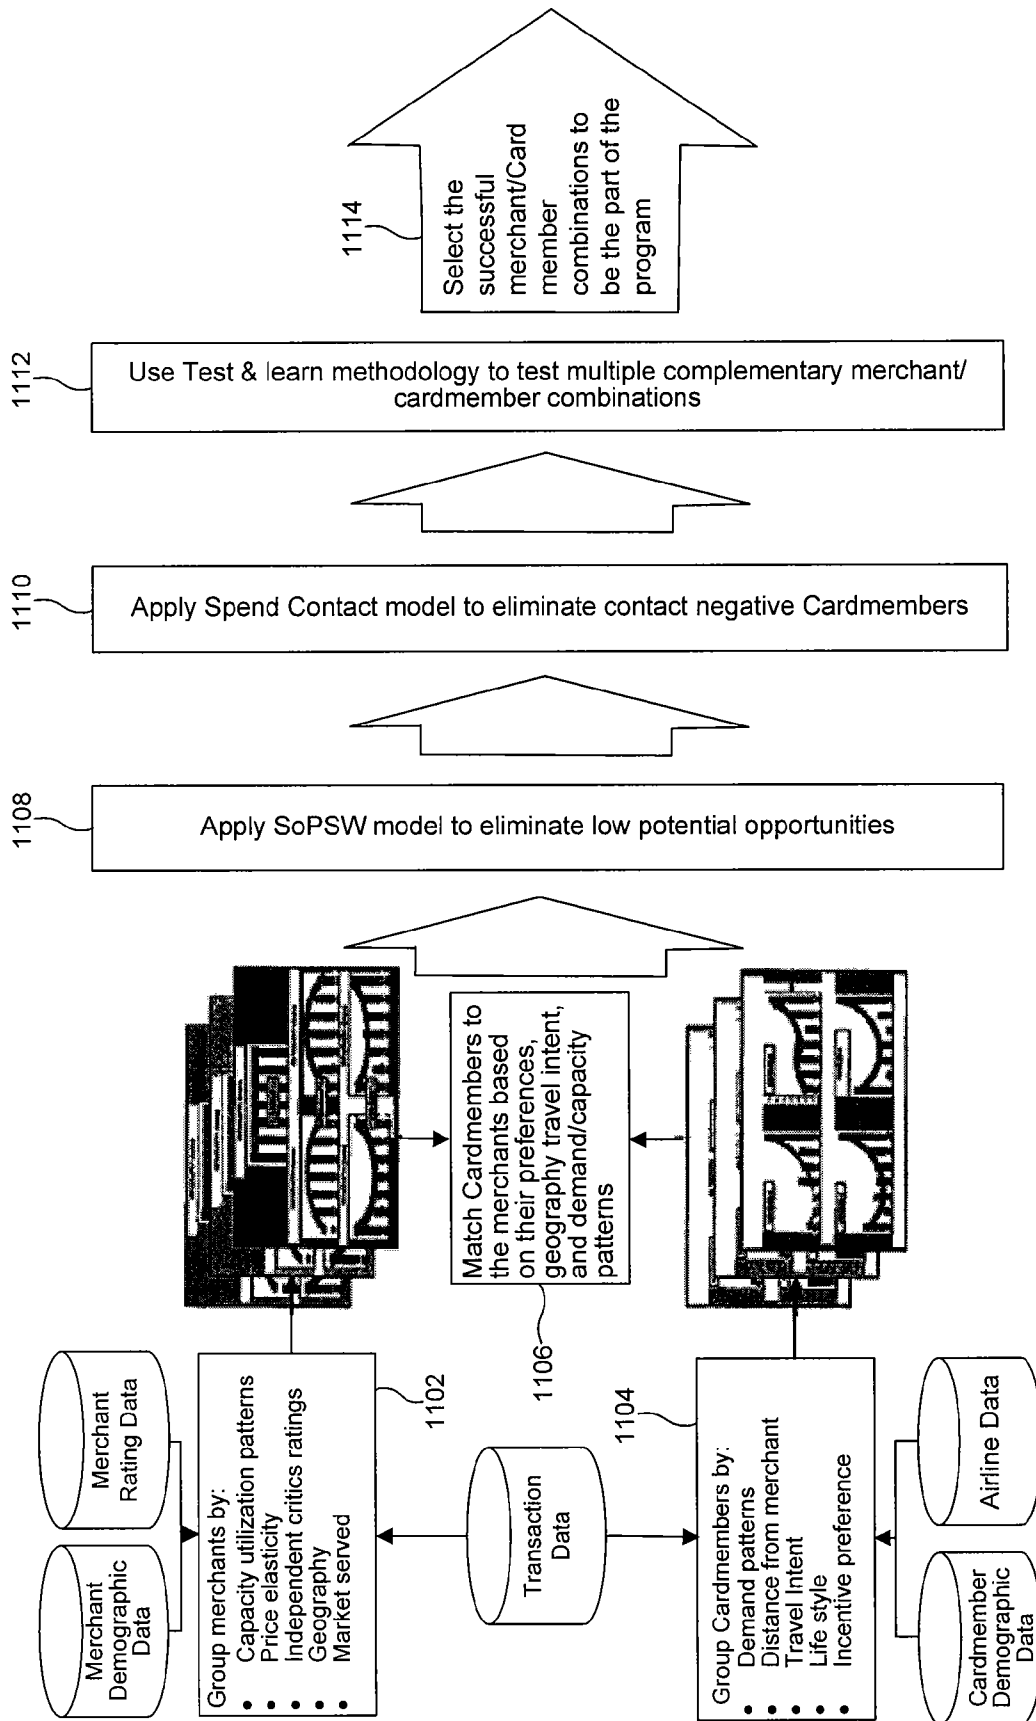 Merchant
Demographic
Data
Merchant
Rating Data
Group merchants by:
• Capacity utilization patterns
• Price elasticity
• Independent critics ratings
• Geography
• Market served
1102
Transaction
Data
1104
Group Cardmembers by:
• Demand patterns
• Distance from merchant
• Travel Intent
• Life style
• Incentive preference
Cardmember
Demographic
Data
Airline Data
1106
Match Cardmembers to
the merchants based
on their preferences,
geography travel intent,
and demand/capacity
patterns
1108
Apply SoPSW model to eliminate low potential opportunities
1110
Apply Spend Contact model to eliminate contact negative Cardmembers
1112
Use Test & learn methodology to test multiple complementary merchant/
cardmember combinations
1114
Select the
successful
merchant/Card
member
combinations to
be the part of the
program